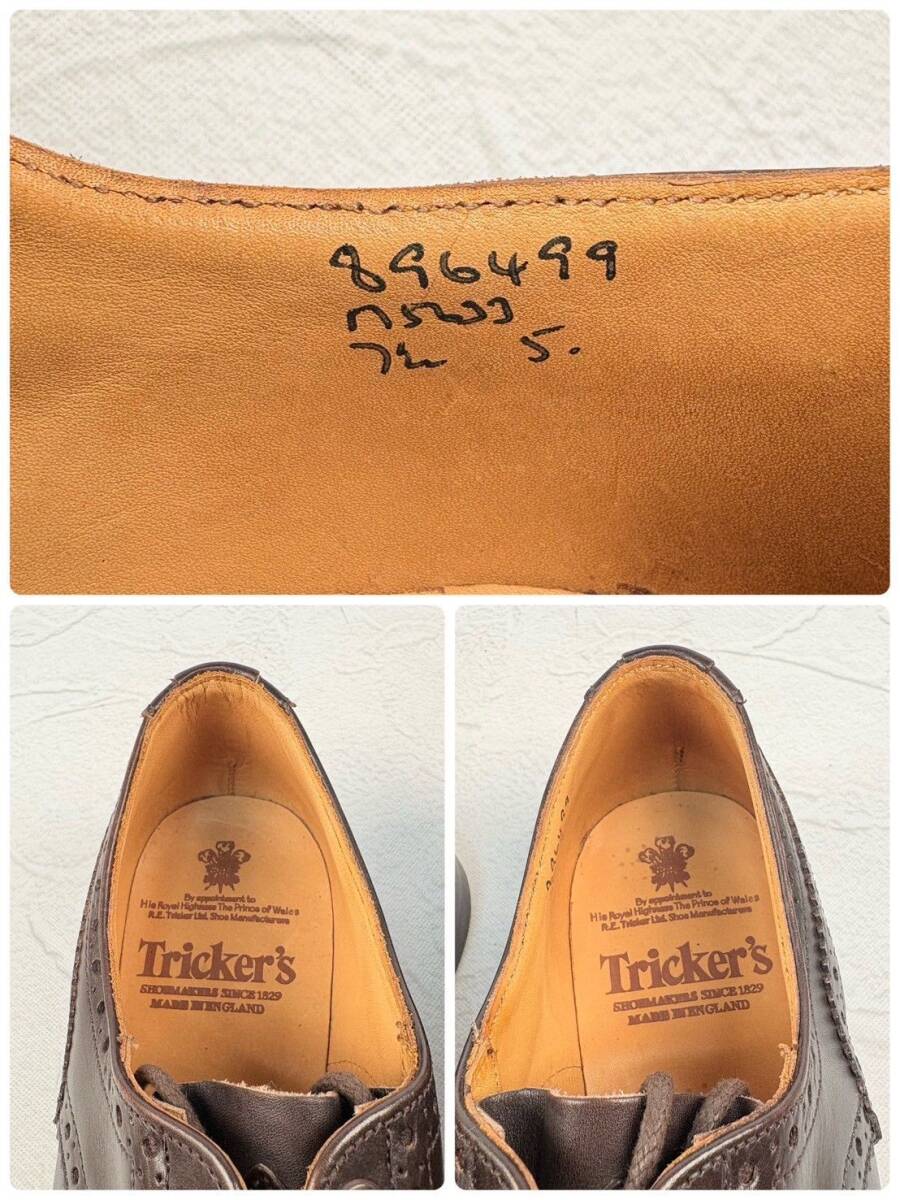 896499
M5633
7½ 5.
By appointment to
His Royal Highness The Prince of Wales
R.E. Tricker Ltd. Shoe Manufacturers
Tricker's
SHOEMAKERS SINCE 1829
MADE IN ENGLAND
By appointment to
His Royal Highness The Prince of Wales
R.E. Tricker Ltd. Shoe Manufacturers
Tricker's
SHOEMAKERS SINCE 1829
MADE IN ENGLAND